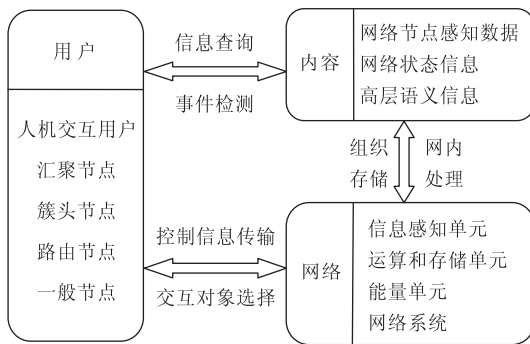 用户
人机交互用户
汇聚节点
簇头节点
路由节点
一般节点
信息查询
事件检测
内容
网络节点感知数据
网络状态信息
高层语义信息
组织
存储
网内
处理
控制信息传输
交互对象选择
网络
信息感知单元
运算和存储单元
能量单元
网络系统